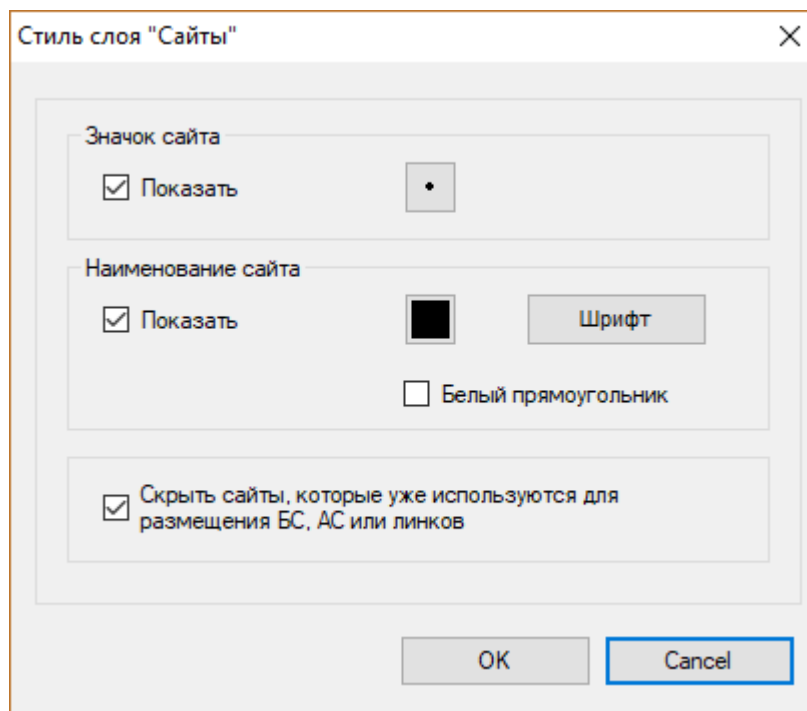 Стиль слоя "Сайты"
Значок сайта
Показать
Наименование сайта
Показать
Шрифт
Белый прямоугольник
Скрыть сайты, которые уже используются для
размещения БС, АС или линков
OK
Cancel